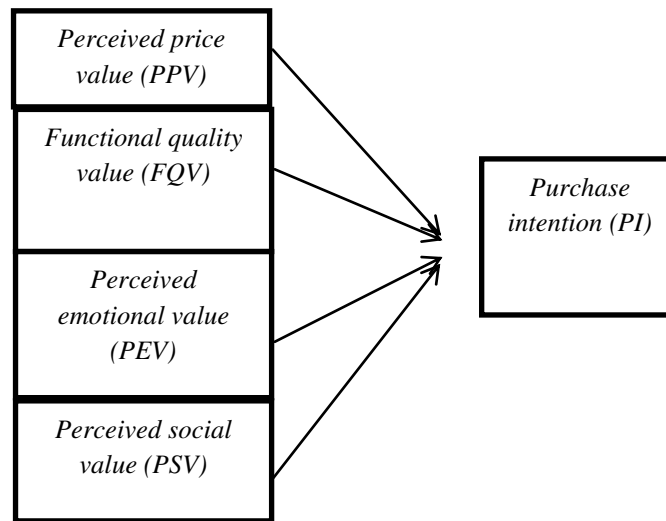 Perceived price
value (PPV)
Functional quality
value (FQV)
Perceived
emotional value
(PEV)
Perceived social
value (PSV)
Purchase
intention (PI)